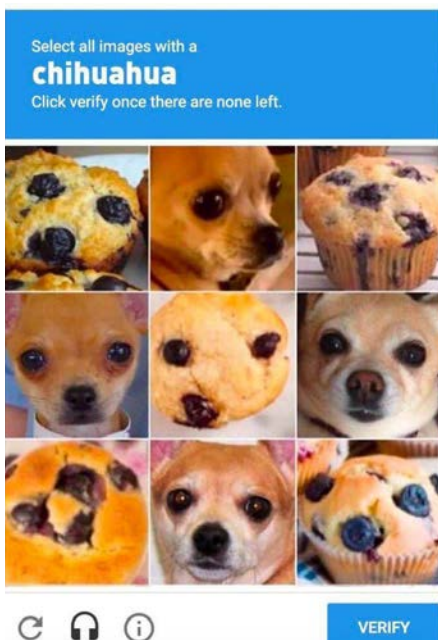 Select all images with a
chihuahua
Click verify once there are none left.
VERIFY